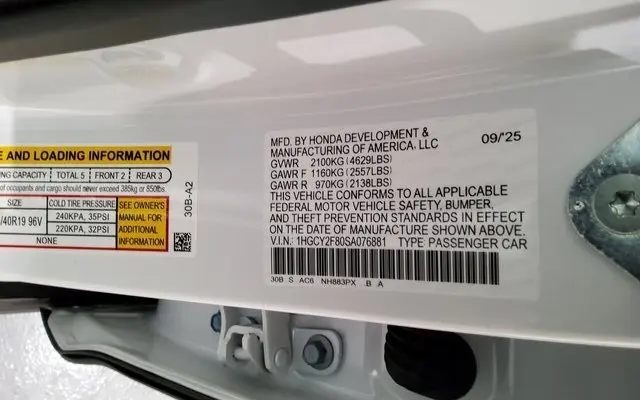 E AND LOADING INFORMATION
NG CAPACITY TOTAL 5 FRONT 2 REAR 3
of occupants and cargo should never exceed 385kg or 850lbs.
COLD TIRE PRESSURE
/40R19 96V 240KPA, 35PSI
220KPA, 32PSI
NONE
SEE OWNER'S
MANUAL FOR
ADDITIONAL
INFORMATION
30B-A2
MFD. BY HONDA DEVELOPMENT &
MANUFACTURING OF AMERICA, LLC 09/25
GVWR 2100KG (4629LBS)
GAWR F 1160KG (2557LBS)
GAWR R 970KG (2138LBS)
THIS VEHICLE CONFORMS TO ALL APPLICABLE
FEDERAL MOTOR VEHICLE SAFETY, BUMPER,
AND THEFT PREVENTION STANDARDS IN EFFECT
ON THE DATE OF MANUFACTURE SHOWN ABOVE.
V.I.N.: 1HGCY2F80SA076881 TYPE PASSENGER CAR
30B S AC6 NH883PX B A